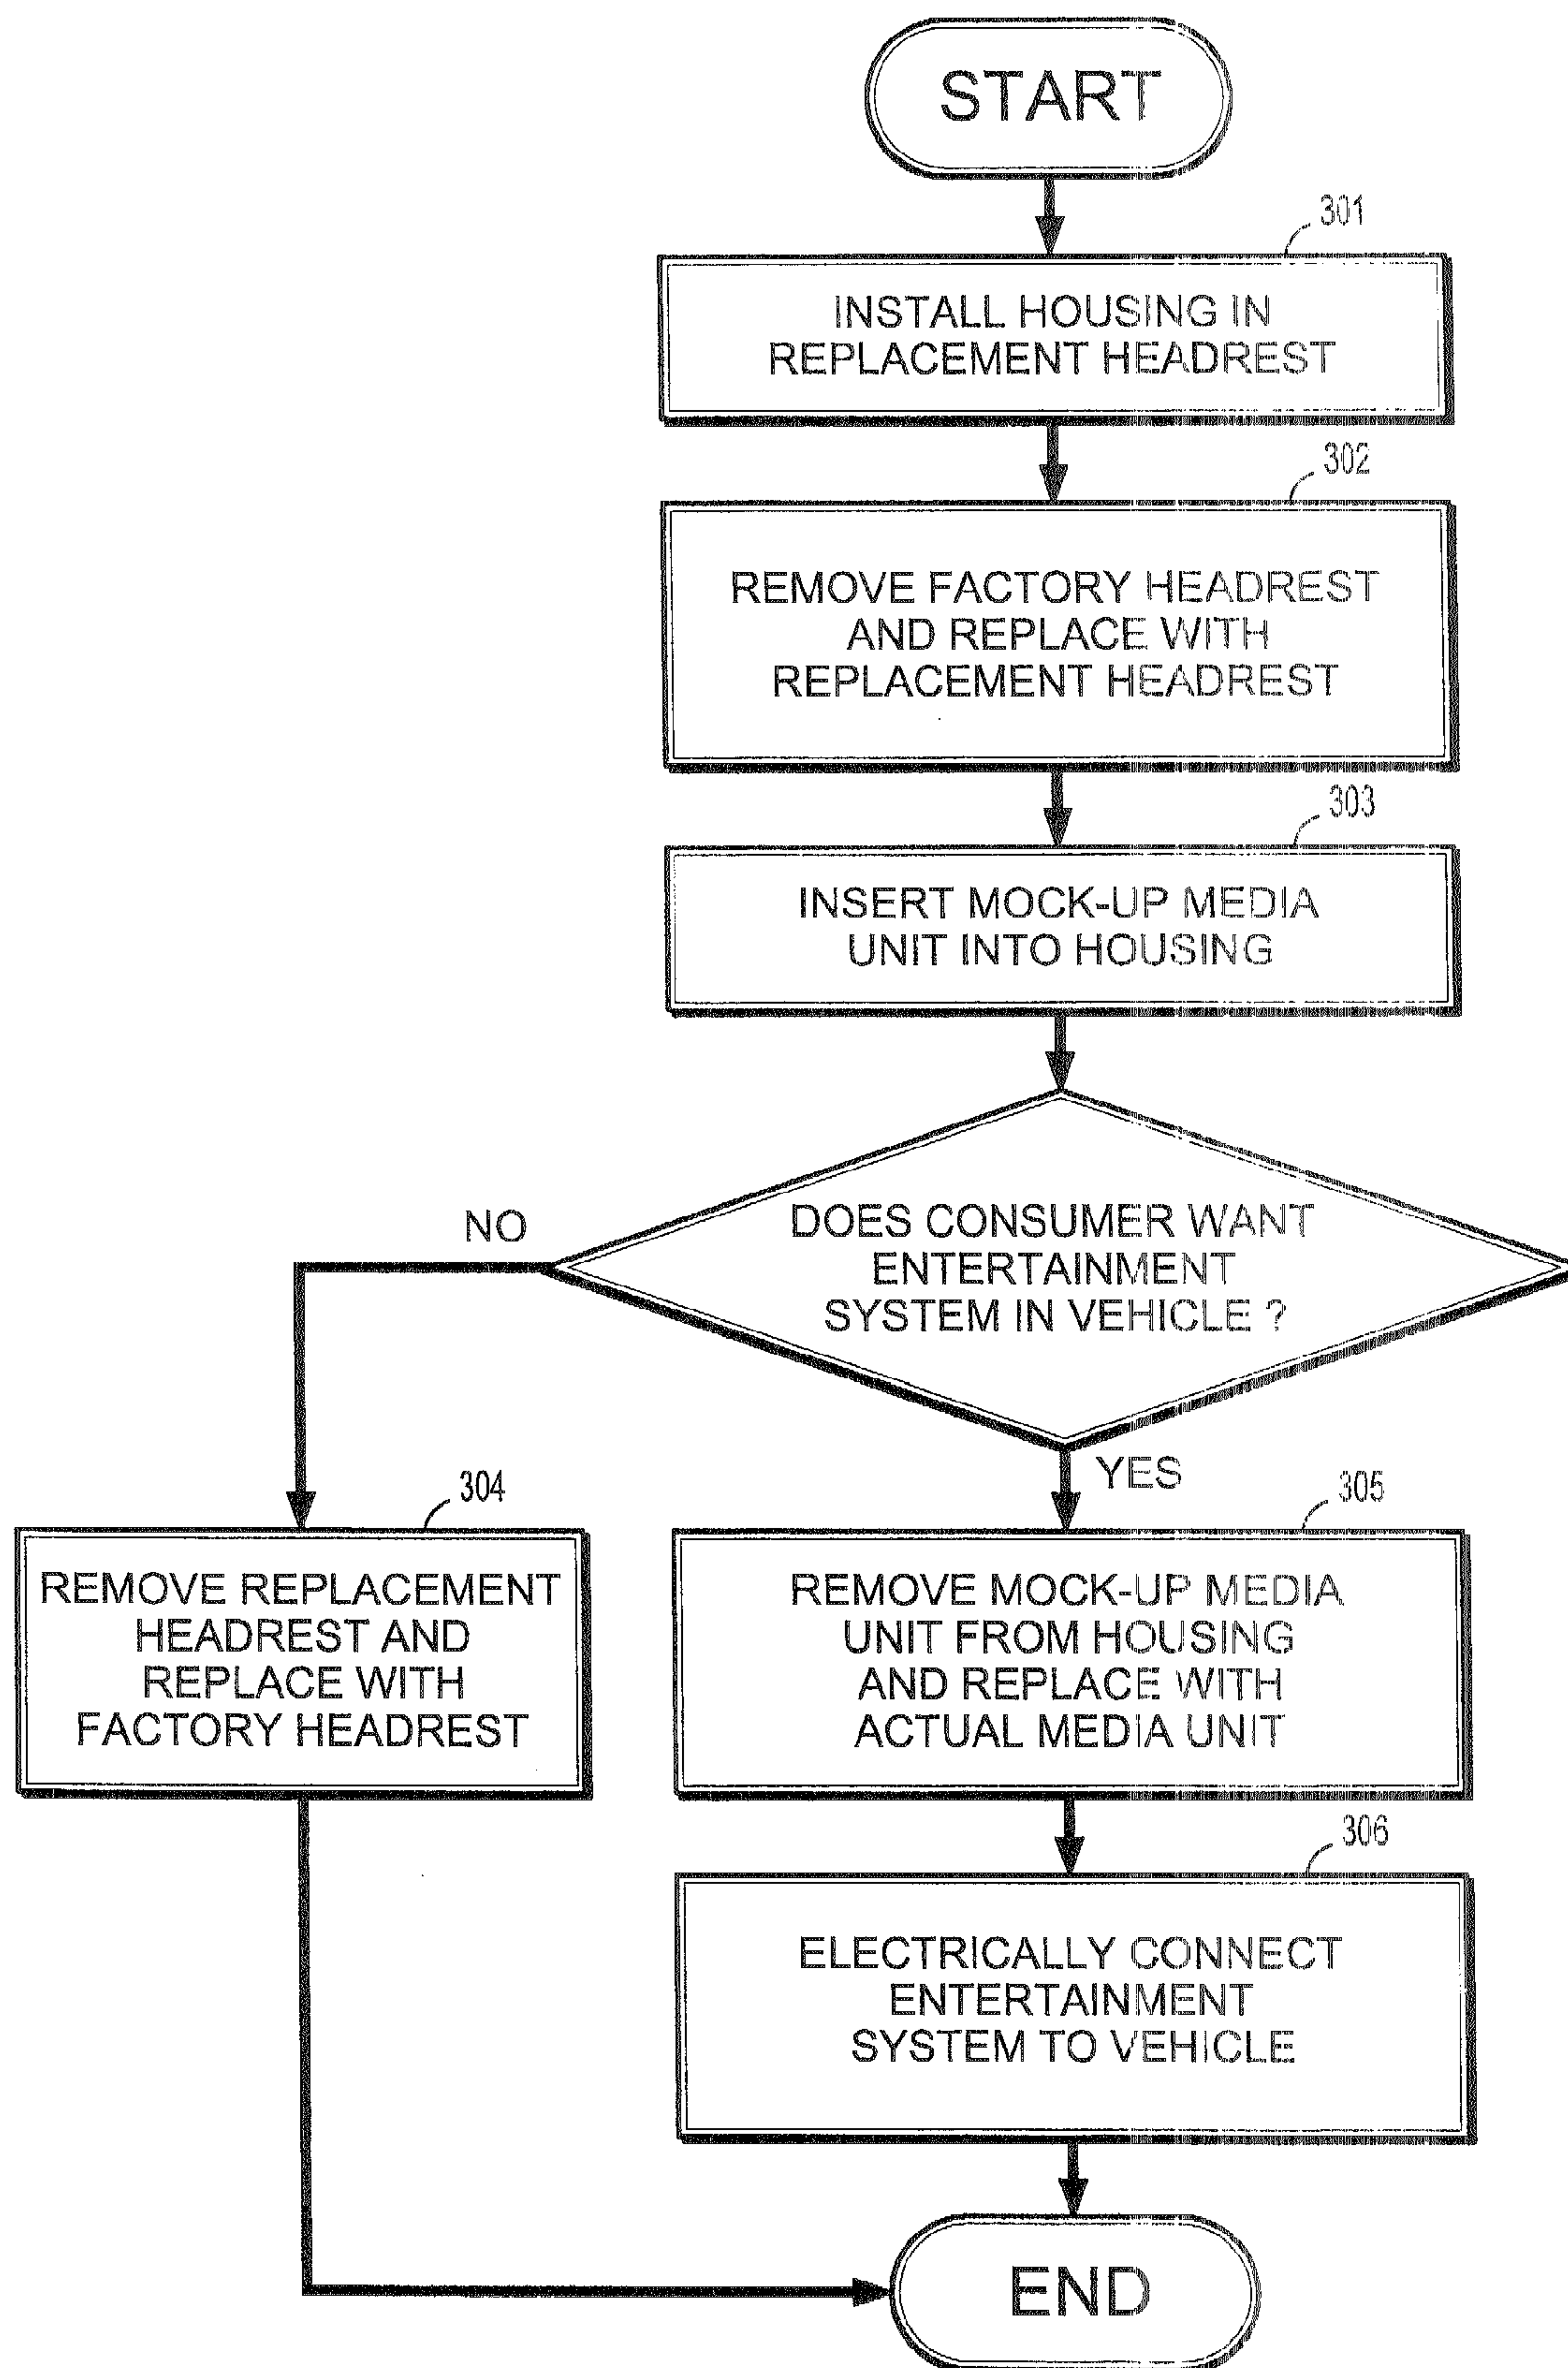 START
301
INSTALL HOUSING IN
REPLACEMENT HEADREST
302
REMOVE FACTORY HEADREST
AND REPLACE WITH
REPLACEMENT HEADREST
303
INSERT MOCK-UP MEDIA
UNIT INTO HOUSING
DOES CONSUMER WANT
ENTERTAINMENT
SYSTEM IN VEHICLE ?
NO
YES
304
REMOVE REPLACEMENT
HEADREST AND
REPLACE WITH
FACTORY HEADREST
305
REMOVE MOCK-UP MEDIA
UNIT FROM HOUSING
AND REPLACE WITH
ACTUAL MEDIA UNIT
306
ELECTRICALLY CONNECT
ENTERTAINMENT
SYSTEM TO VEHICLE
END